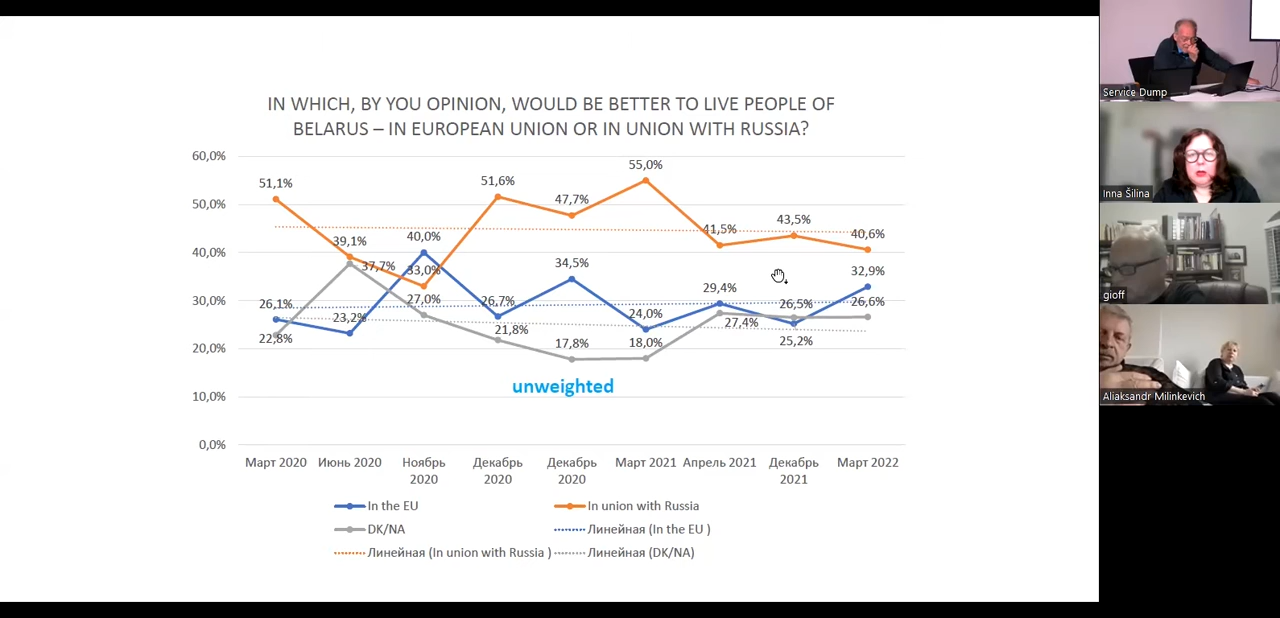 IN WHICH, BY YOU OPINION, WOULD BE BETTER TO LIVE PEOPLE OF
BELARUS – IN EUROPEAN UNION OR IN UNION WITH RUSSIA?
60,0%
50,0%
40,0%
30,0%
20,0%
10,0%
0,0%
51,1%
39,1%
33,0%
51,6%
47,7%
55,0%
41,5%
43,5%
40,6%
26,1%
23,2%
40,0%
26,7%
34,5%
24,0%
29,4%
25,2%
32,9%
22,8%
37,7%
27,0%
21,8%
17,8%
18,0%
27,4%
26,5%
26,6%
unweighted
Март 2020
Июнь 2020
Ноябрь
2020
Декабрь
2020
Декабрь
2020
Март 2021
Апрель 2021
Декабрь
2021
Март 2022
In the EU
In union with Russia
DK/NA
Линейная (In the EU )
Линейная (In union with Russia )
Линейная (DK/NA)
Service Dump
Inna Šilina
gioff
Aliaksandr Milinkevich